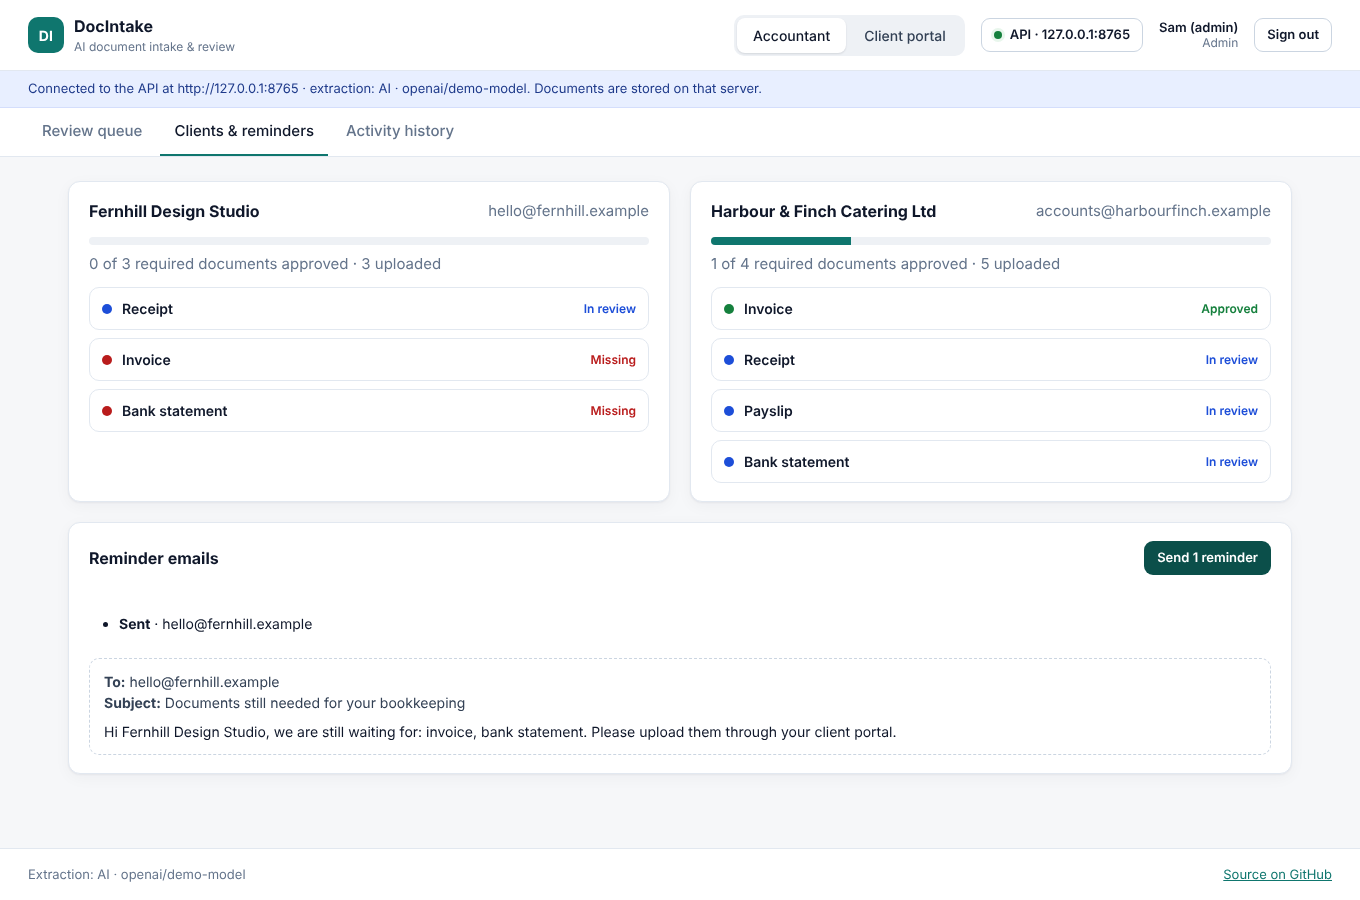 DI
DocIntake
AI document intake & review
Accountant
Client portal
API · 127.0.0.1:8765
Sam (admin)
Admin
Sign out
Connected to the API at http://127.0.0.1:8765 · extraction: AI · openai/demo-model. Documents are stored on that server.
Review queue
Clients & reminders
Activity history
Fernhill Design Studio
hello@fernhill.example
0 of 3 required documents approved · 3 uploaded
Receipt
In review
Invoice
Missing
Bank statement
Missing
Harbour & Finch Catering Ltd
accounts@harbourfinch.example
1 of 4 required documents approved · 5 uploaded
Invoice
Approved
Receipt
In review
Payslip
In review
Bank statement
In review
Reminder emails
Send 1 reminder
• Sent · hello@fernhill.example
To: hello@fernhill.example
Subject: Documents still needed for your bookkeeping
Hi Fernhill Design Studio, we are still waiting for: invoice, bank statement. Please upload them through your client portal.
Extraction: AI · openai/demo-model
Source on GitHub